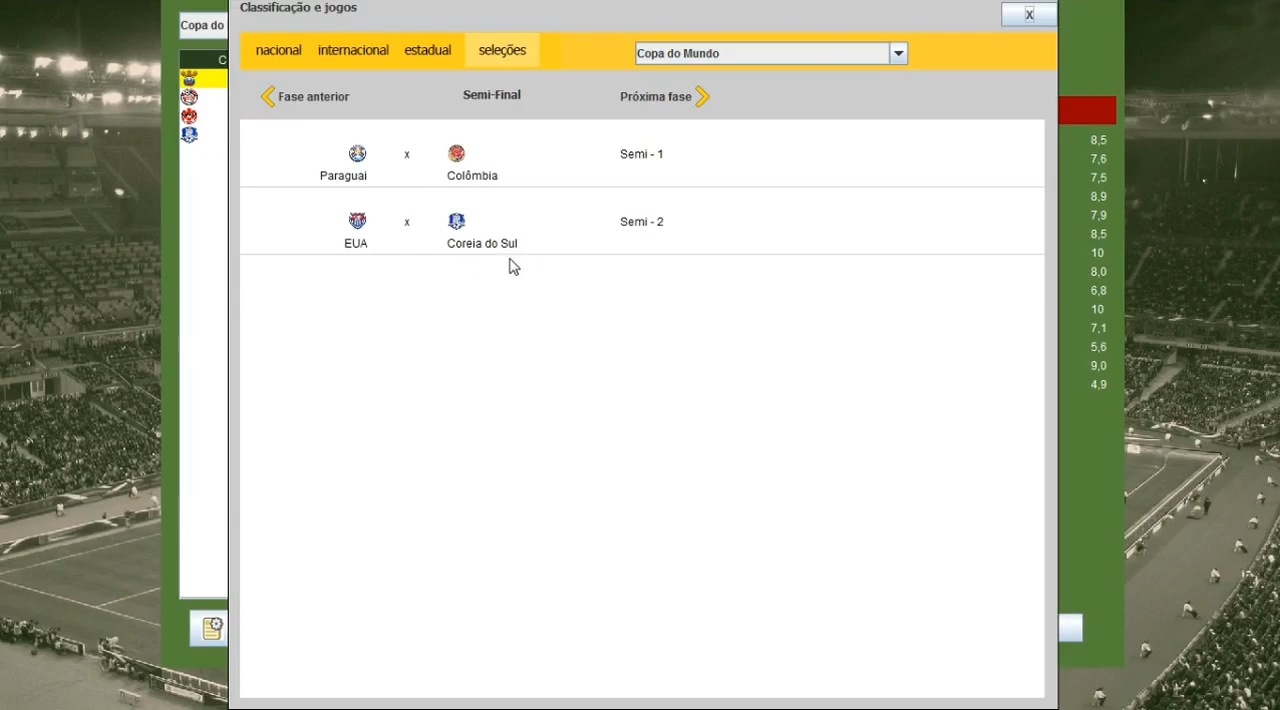 Classificação e jogos
X
Copa do
nacional internacional estadual seleções Copa do Mundo
Fase anterior Semi-Final Próxima fase
C
x Semi - 1
Paraguai Colômbia
x Semi - 2
EUA Coreia do Sul
8,5
7,6
7,5
8,9
7,9
8,5
10
8,0
6,8
10
7,1
5,6
9,0
4,9